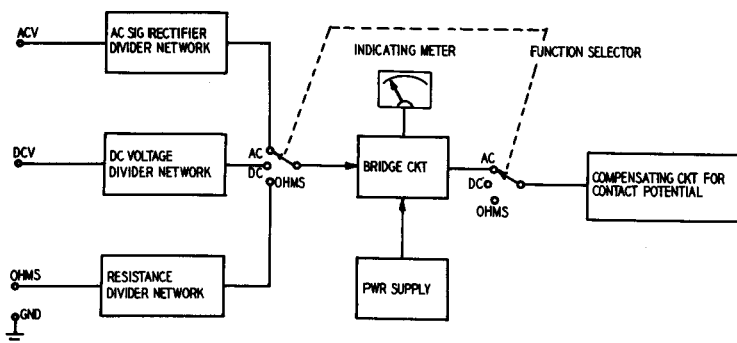 ACV
AC SIG IRECTIFIER
DIVIDER NETWORK
INDICATING METER
FUNCTION SELECTOR
DCV
DC VOLTAGE
DIVIDER NETWORK
AC
DC
OHMS
BRIDGE CKT
AC
DC
OHMS
COMPENSATING CKT FOR
CONTACT POTENTIAL
OHMS
GND
RESISTANCE
DIVIDER NETWORK
PWR SUPPLY